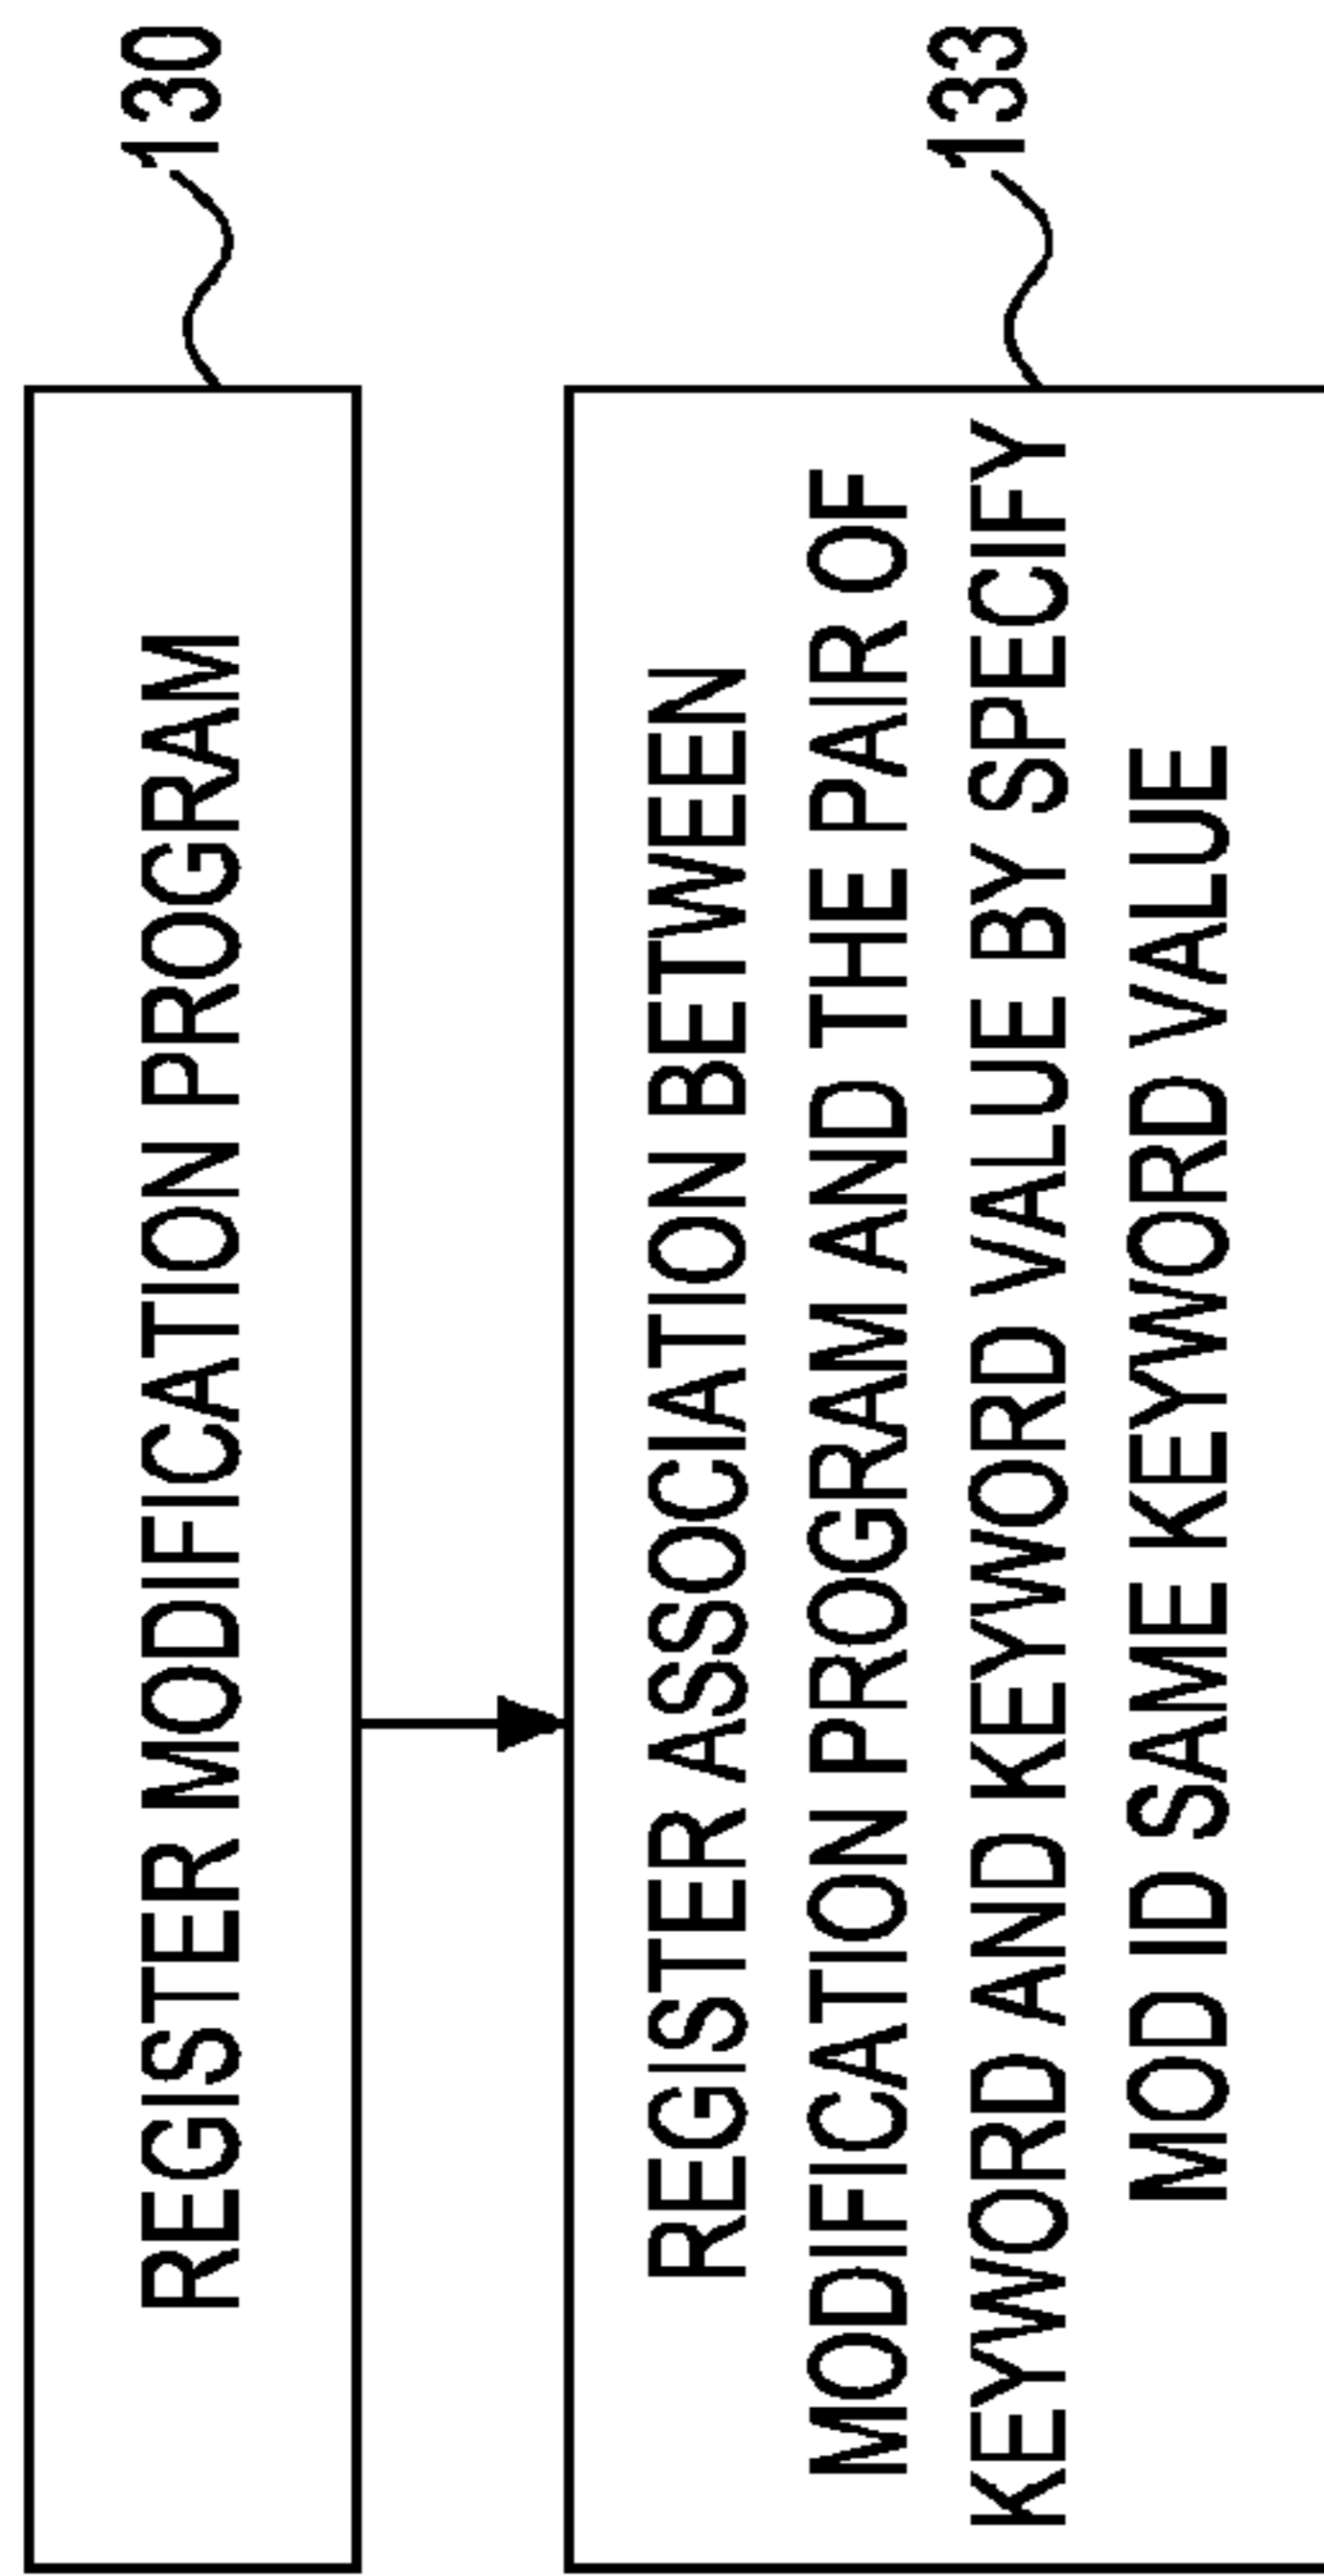 REGISTER MODIFICATION PROGRAM
130
REGISTER ASSOCIATION BETWEEN
MODIFICATION PROGRAM AND THE PAIR OF
KEYWORD AND KEYWORD VALUE BY SPECIFY
MOD ID SAME KEYWORD VALUE
133